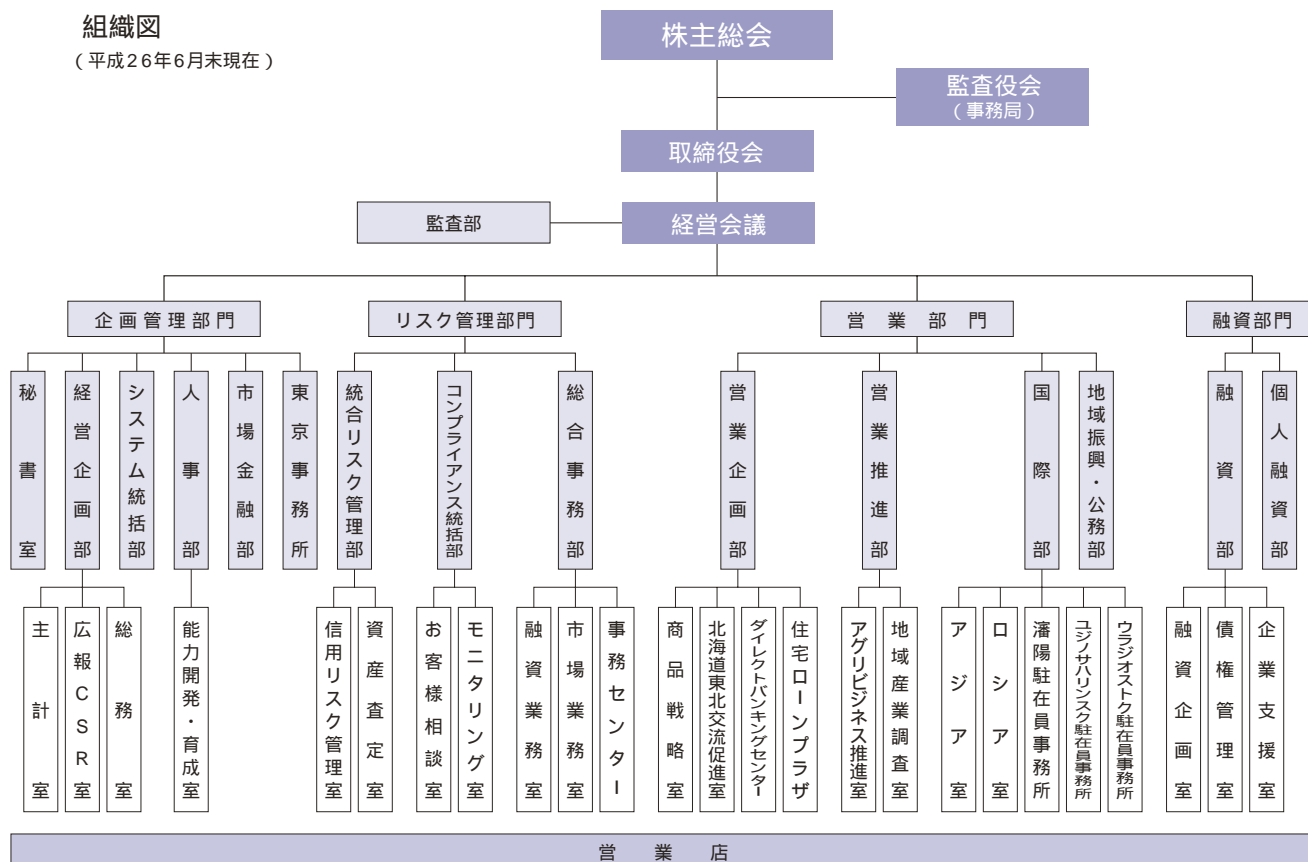 組織図
(平成26年6月末現在)
株主総会
監査役会
(事務局)
取締役会
監査部
経営会議
企画管理部門
リスク管理部門
営業部門
融資部門
秘書室
経営企画部
システム統括部
人事部
市場金融部
東京事務所
統合リスク管理部
コンプライアンス統括部
総合事務部
営業企画部
営業推進部
国際部
地域振興・公務部
融資部
個人融資部
主計室
広報CSR室
総務室
能力開発・育成室
信用リスク管理室
資産査定室
お客様相談室
モニタリング室
融資業務室
市場業務室
事務センター
商品戦略室
北海道東北交流促進室
ダイレクトバンキングセンター
住宅ローンプラザ
アグリビジネス推進室
地域産業調査室
アジア室
ロシア室
瀋陽駐在員事務所
ユジノサハリンスク駐在員事務所
ウラジオストク駐在員事務所
融資企画室
債権管理室
企業支援室
営業店